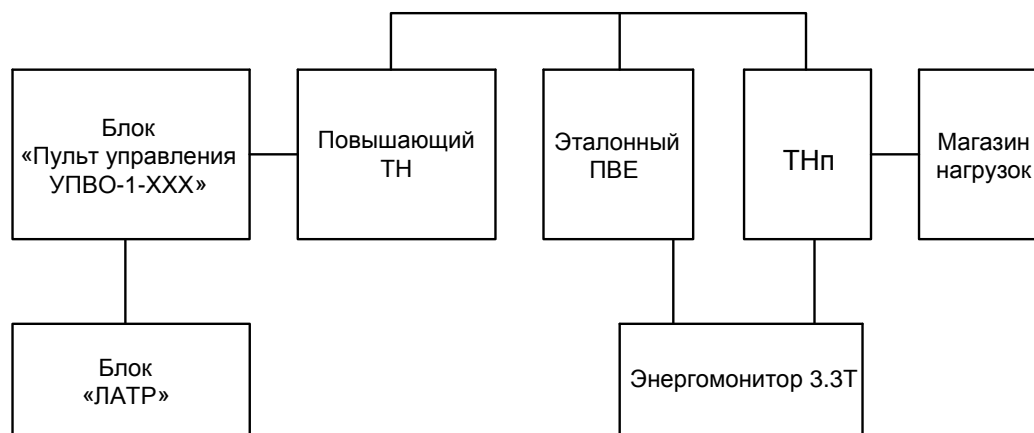 Блок
«Пульт управления
УПВО-1-ХХХ»
Повышающий
ТН
Эталонный
ПВЕ
ТНп
Магазин
нагрузок
Блок
«ЛАТР»
Энергомонитор 3.3Т